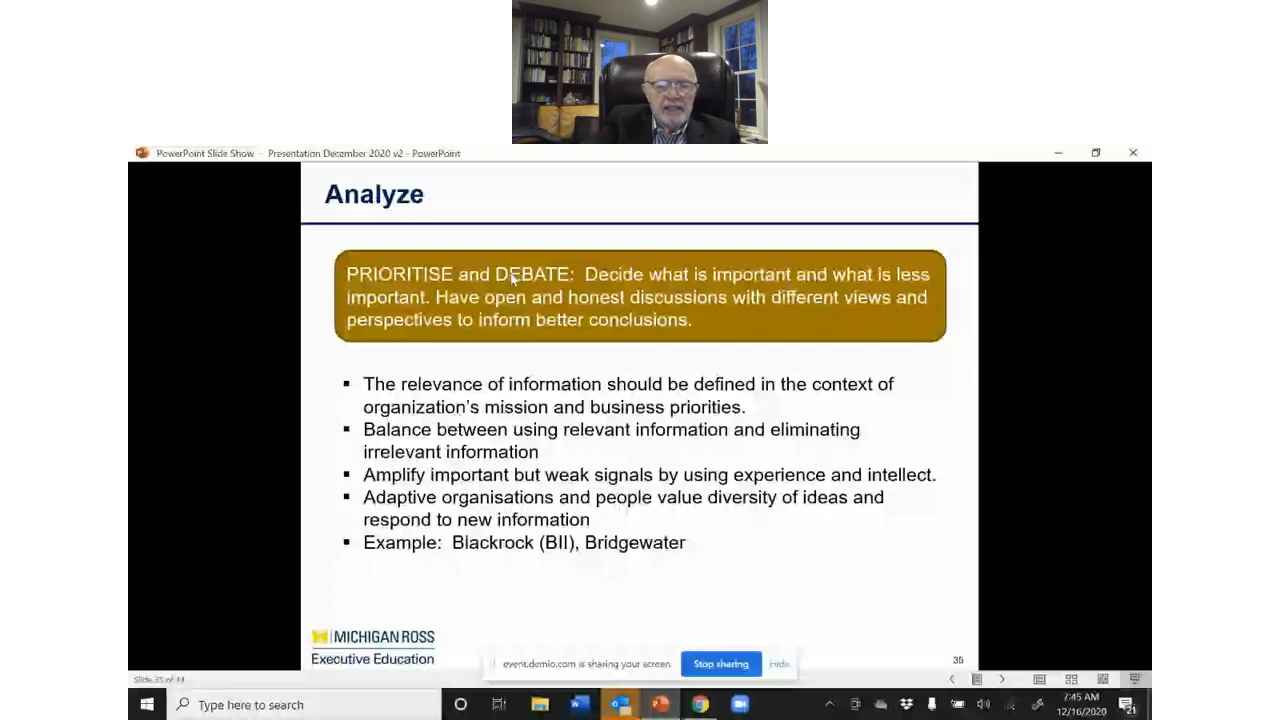 PowerPoint Slide Show - Presentation December 2020 v2 - PowerPoint
Analyze
PRIORITISE and DEBATE: Decide what is important and what is less
important. Have open and honest discussions with different views and
perspectives to inform better conclusions.
▪ The relevance of information should be defined in the context of
organization's mission and business priorities.
▪ Balance between using relevant information and eliminating
irrelevant information
▪ Amplify important but weak signals by using experience and intellect.
▪ Adaptive organisations and people value diversity of ideas and
respond to new information
▪ Example: Blackrock (BII), Bridgewater
M MICHIGAN ROSS
Executive Education
event.demio.com is sharing your screen.
Stop sharing
Hide
35
Slide 35 of 44
Type here to search
7:45 AM
12/16/2020
21